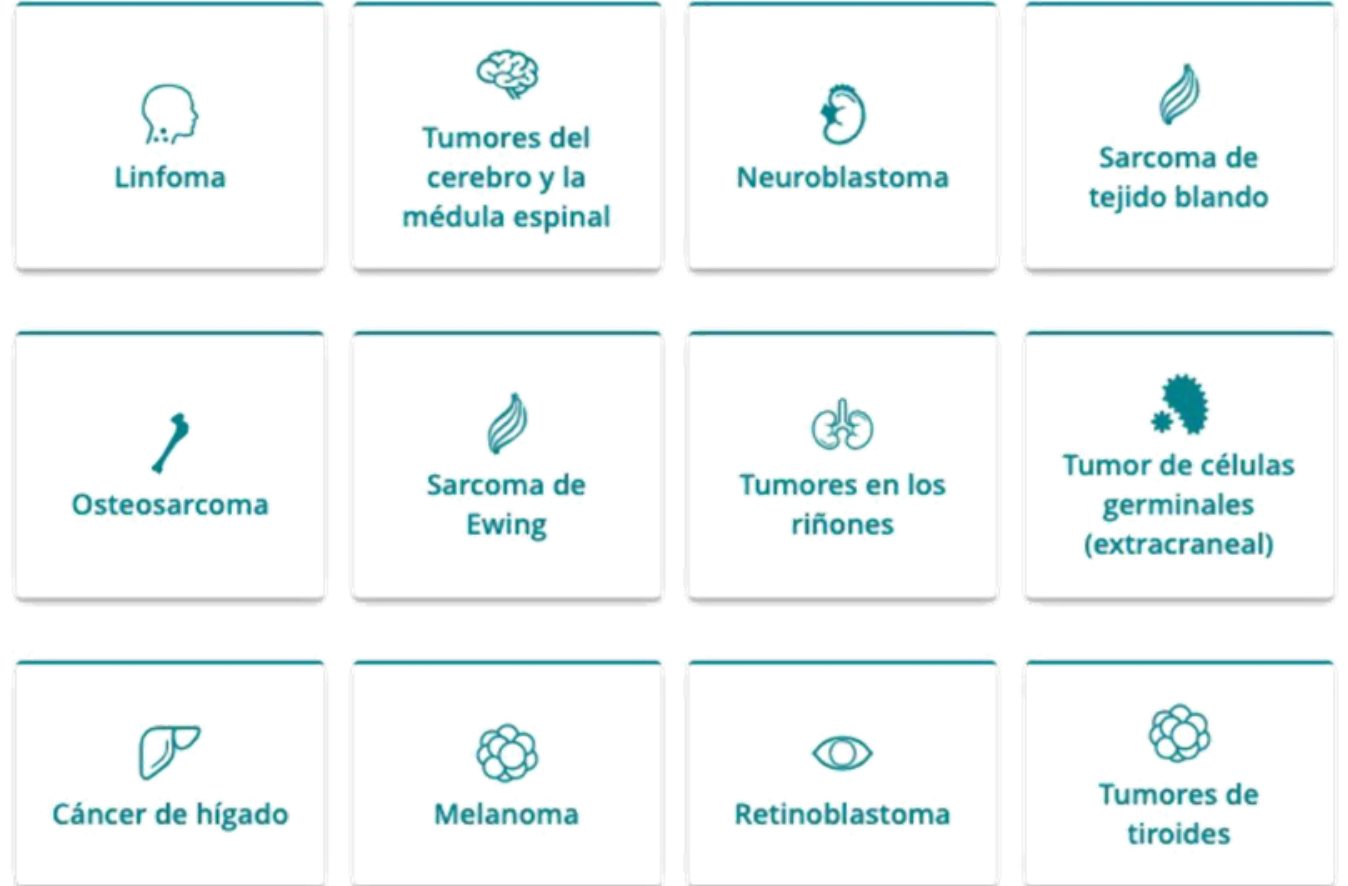 Linfoma
Tumores del
cerebro y la
médula espinal
Neuroblastoma
Sarcoma de
tejido blando
Osteosarcoma
Sarcoma de
Ewing
Tumores en los
riñones
Tumor de células
germinales
(extracraneal)
Cáncer de hígado
Melanoma
Retinoblastoma
Tumores de
tiroides